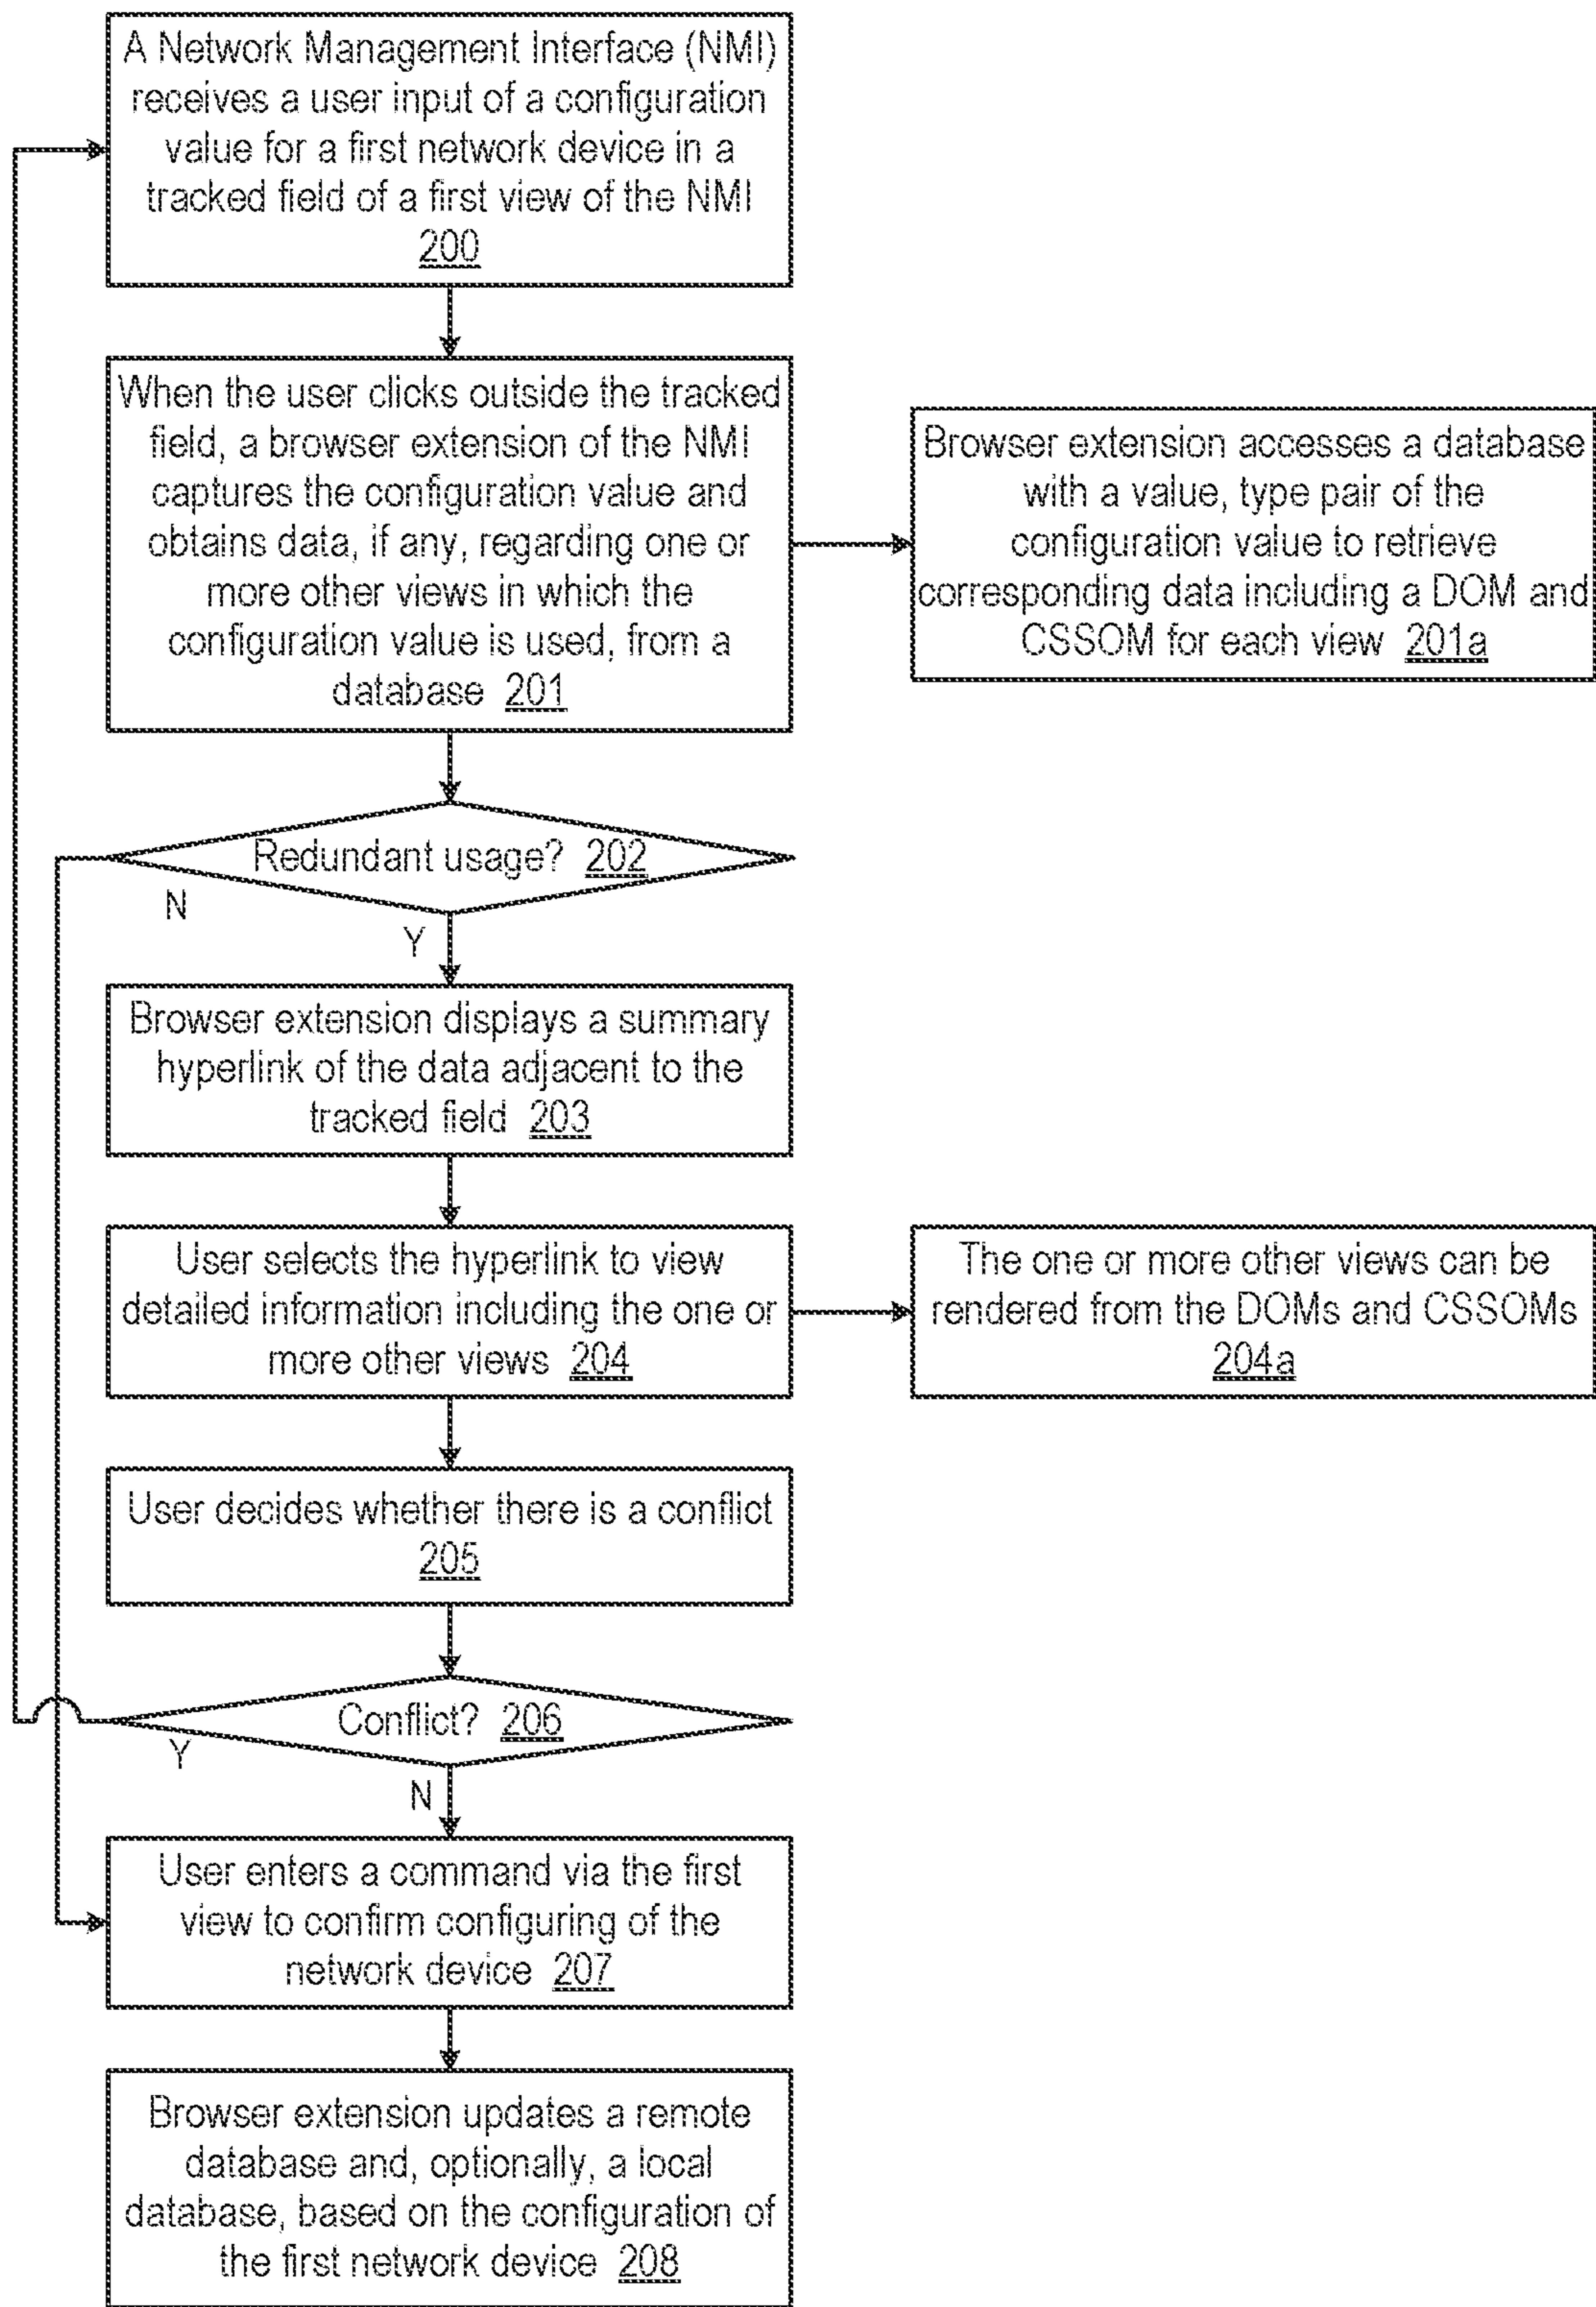 A Network Management Interface (NMI)
receives a user input of a configuration
value for a first network device in a
tracked field of a first view of the NMI
200
When the user clicks outside the tracked
field, a browser extension of the NMI
captures the configuration value and
obtains data, if any, regarding one or
more other views in which the
configuration value is used, from a
database 201
Browser extension accesses a database
with a value, type pair of the
configuration value to retrieve
corresponding data including a DOM and
CSSOM for each view 201a
Redundant usage? 202
N
Y
Browser extension displays a summary
hyperlink of the data adjacent to the
tracked field 203
User selects the hyperlink to view
detailed information including the one or
more other views 204
The one or more other views can be
rendered from the DOMs and CSSOMs
204a
User decides whether there is a conflict
205
Conflict? 206
Y
N
User enters a command via the first
view to confirm configuring of the
network device 207
Browser extension updates a remote
database and, optionally, a local
database, based on the configuration of
the first network device 208